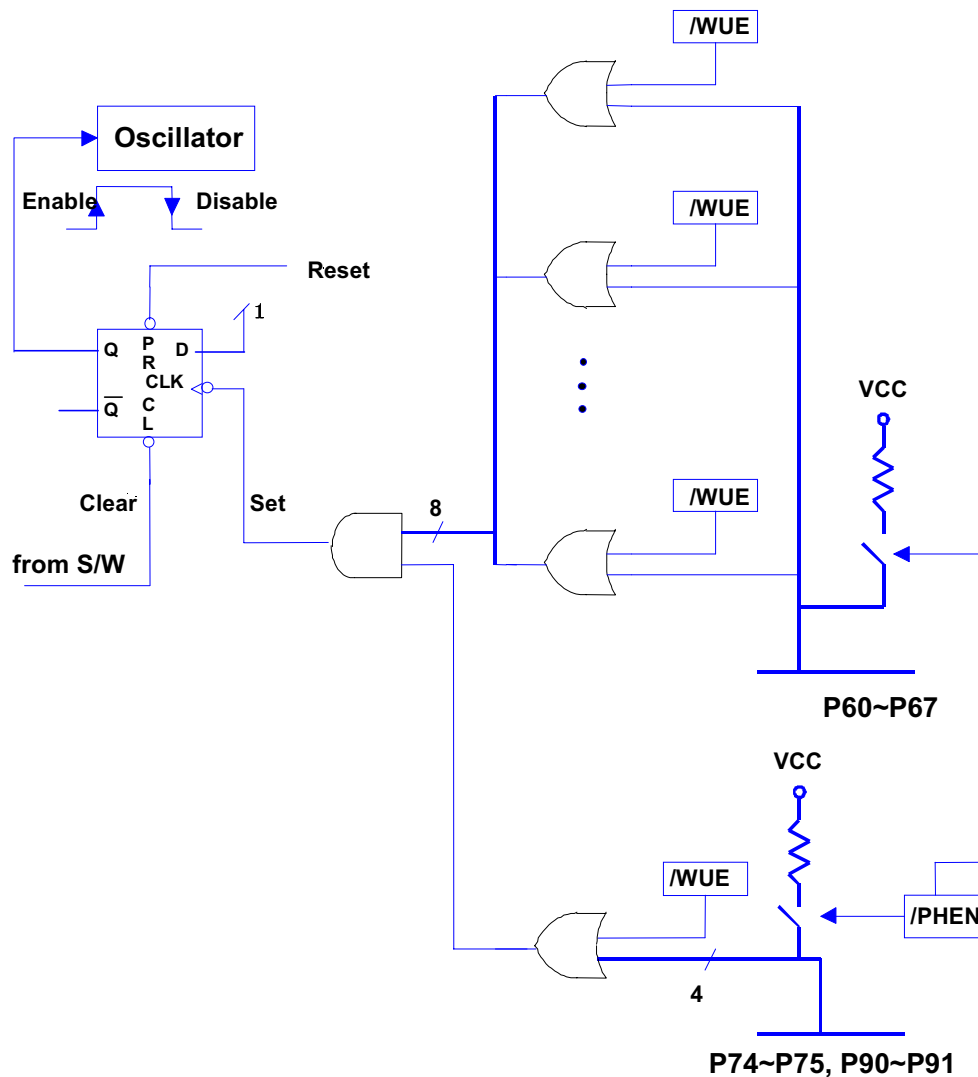 /WUE
Oscillator
Enable
Disable
/WUE
Reset
1
Q
P
R
D
CLK
Q
C
L
VCC
Clear
Set
8
/WUE
from S/W
P60~P67
VCC
/WUE
/PHEN
4
P74~P75, P90~P91